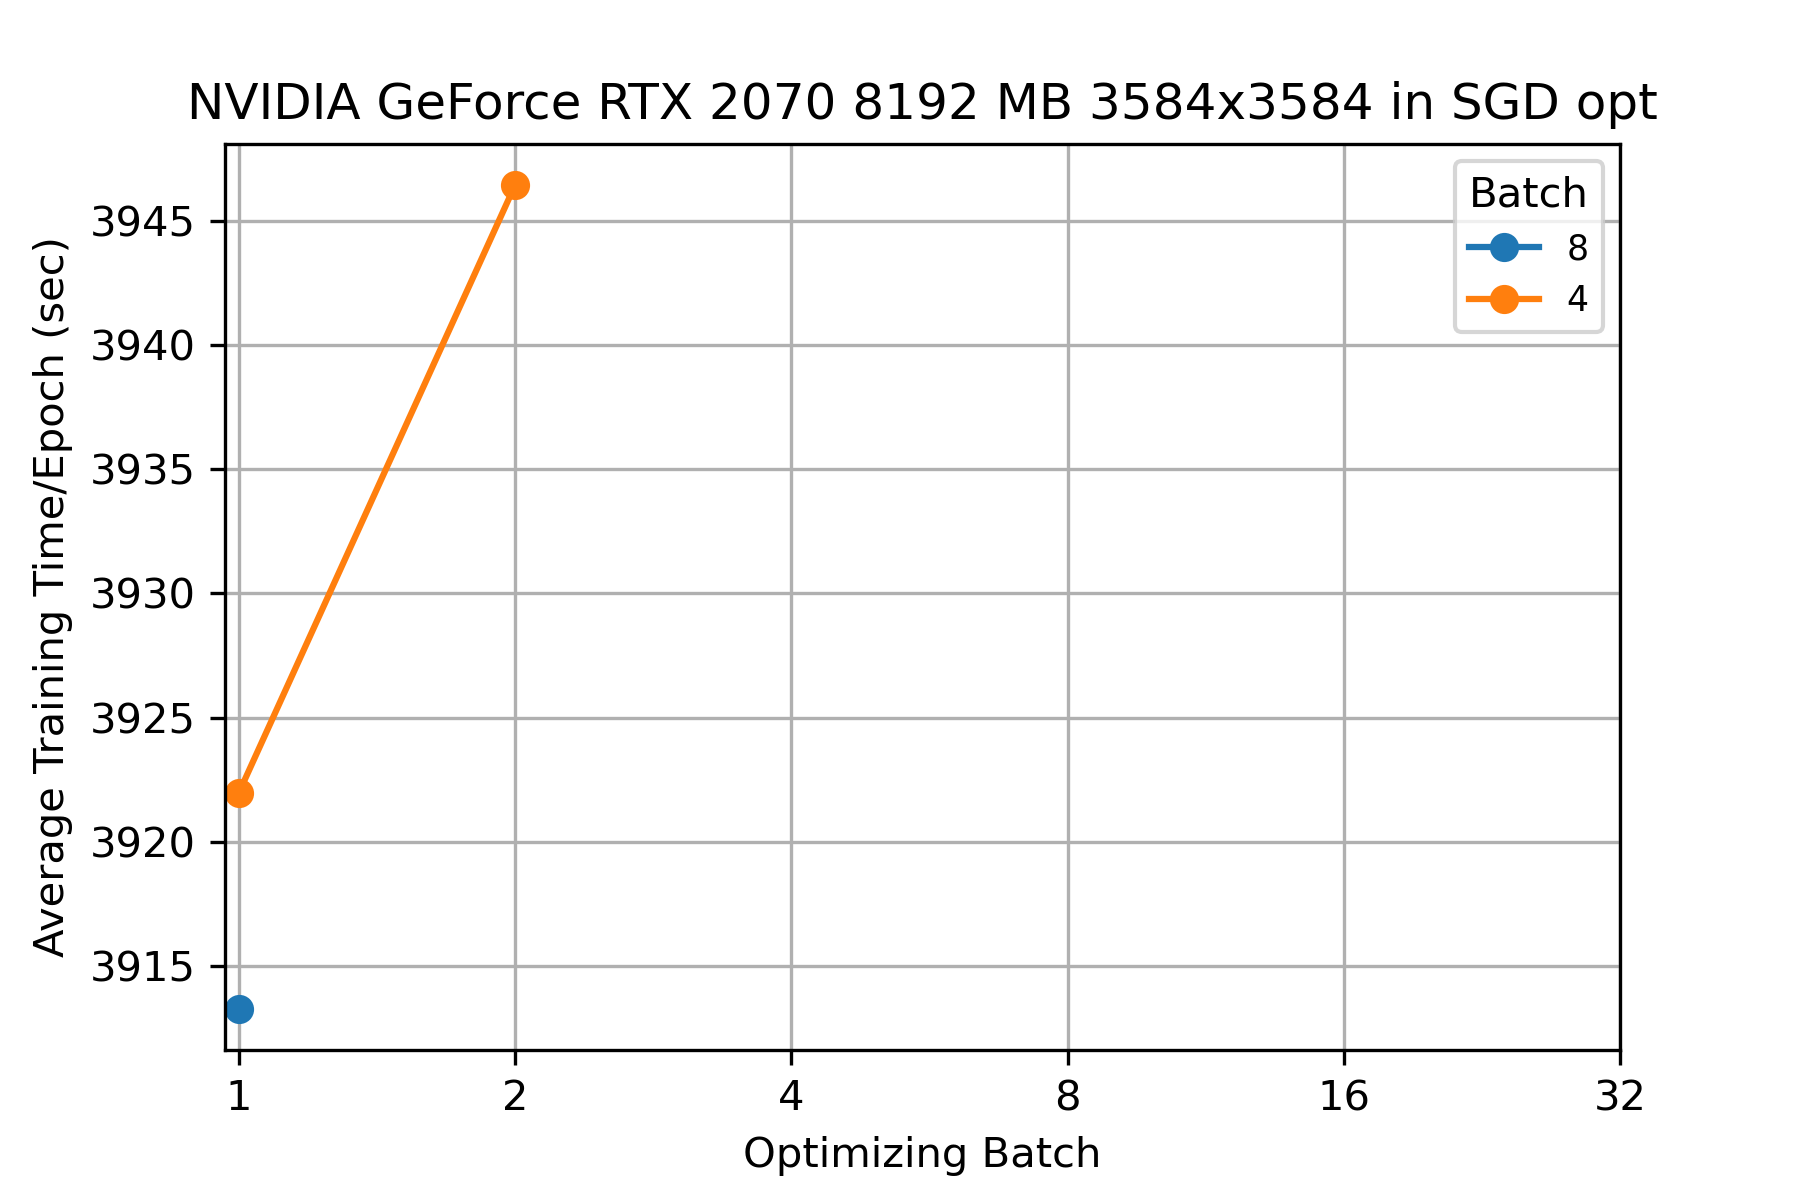 NVIDIA GeForce RTX 2070 8192 MB 3584x3584 in SGD opt
Batch
8
4
Average Training Time/Epoch (sec)
3945
3940
3935
3930
3925
3920
3915
1 2 4 8 16 32
Optimizing Batch